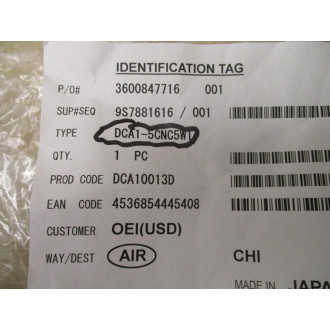 IDENTIFICATION TAG
P/O# 3600847716 001
SUP#SEQ 9S7881616 / 001
TYPE DCA1-5CNC5W1
QTY. 1 PC
PROD CODE DCA10013D
EAN CODE 4536854445408
CUSTOMER OEI(USD)
WAY/DEST AIR CHI
MADE IN JAPA